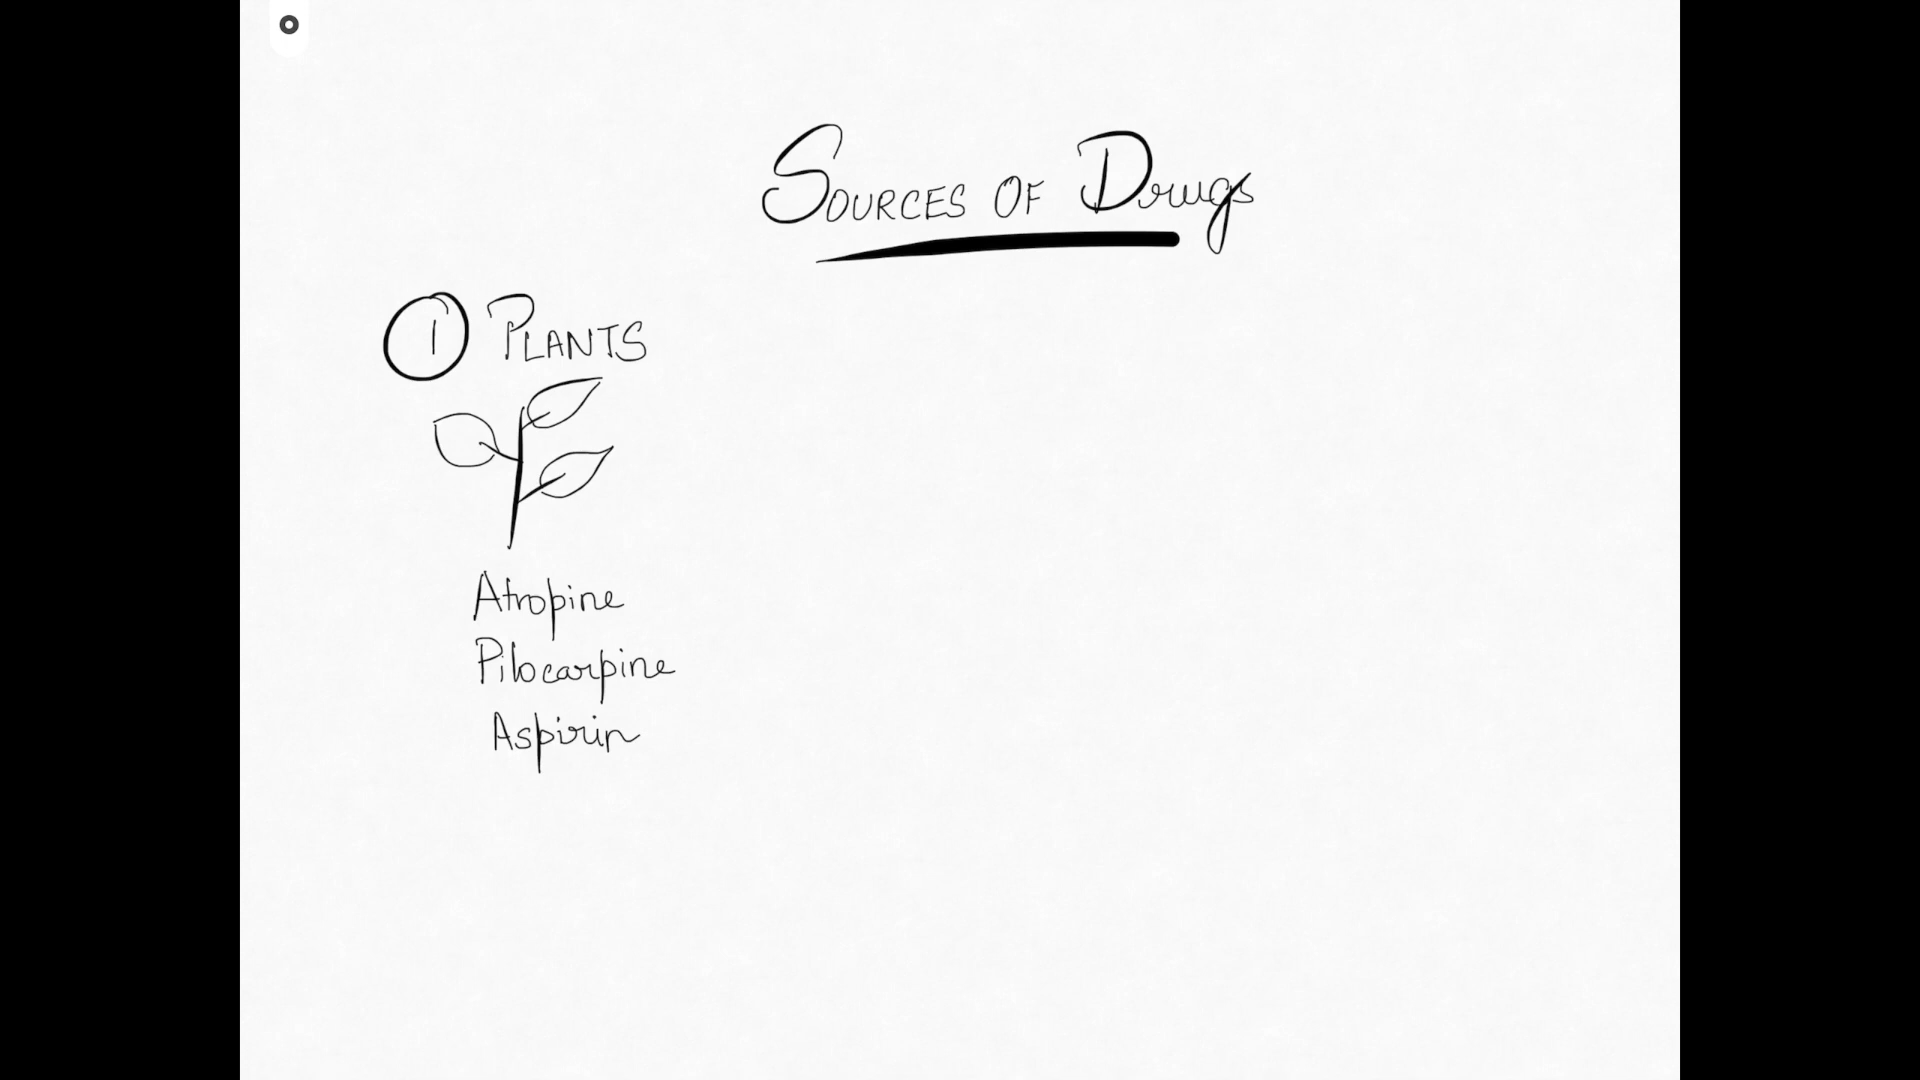 SOURCES OF Drugs
1 PLANTS
Atropine
Pilocarpine
Aspirin